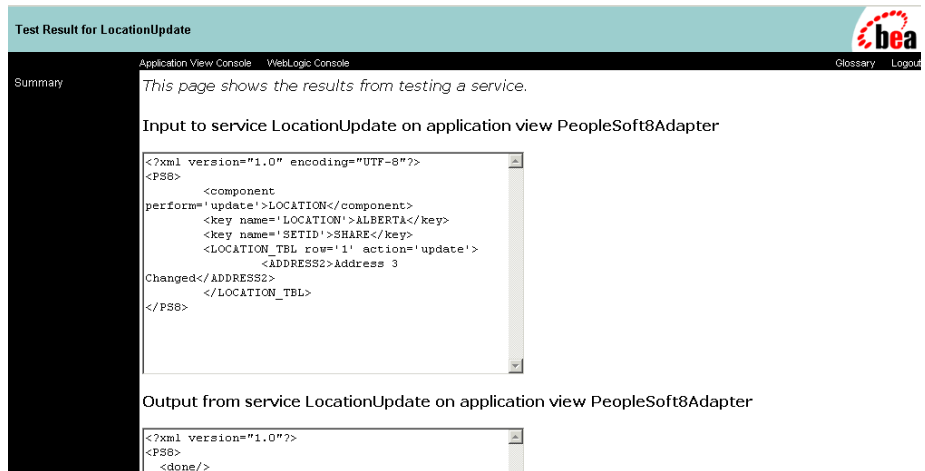 Test Result for LocationUpdate
bea
Application View Console WebLogic Console Glossary Logout
Summary
This page shows the results from testing a service.
Input to service LocationUpdate on application view PeopleSoft8Adapter
<?xml version="1.0" encoding="UTF-8"?>
<PS8>
<component
perform='update'>LOCATION</component>
<key name='LOCATION'>ALBERTA</key>
<key name='SETID'>SHARE</key>
<LOCATION_TBL row='1' action='update'>
<ADDRESS2>Address 3
Changed</ADDRESS2>
</LOCATION_TBL>
</PS8>
Output from service LocationUpdate on application view PeopleSoft8Adapter
<?xml version="1.0"?>
<PS8>
<done/>